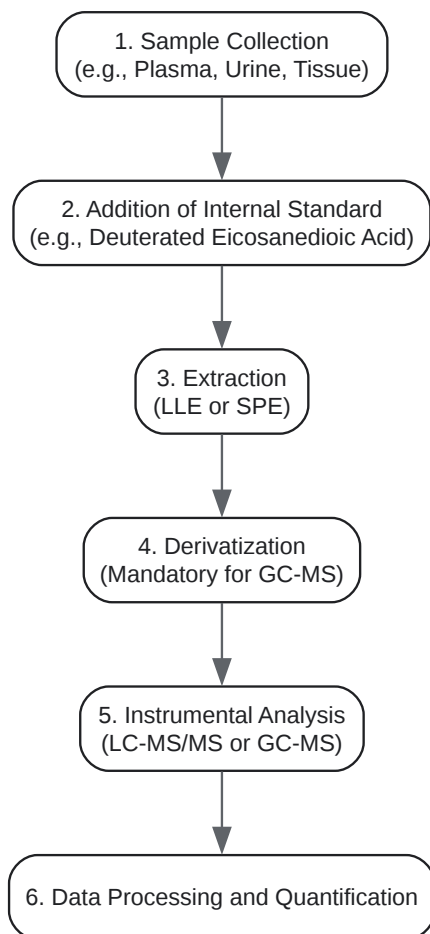 1. Sample Collection
(e.g., Plasma, Urine, Tissue)
2. Addition of Internal Standard
(e.g., Deuterated Eicosanedioic Acid)
3. Extraction
(LLE or SPE)
4. Derivatization
(Mandatory for GC-MS)
5. Instrumental Analysis
(LC-MS/MS or GC-MS)
6. Data Processing and Quantification